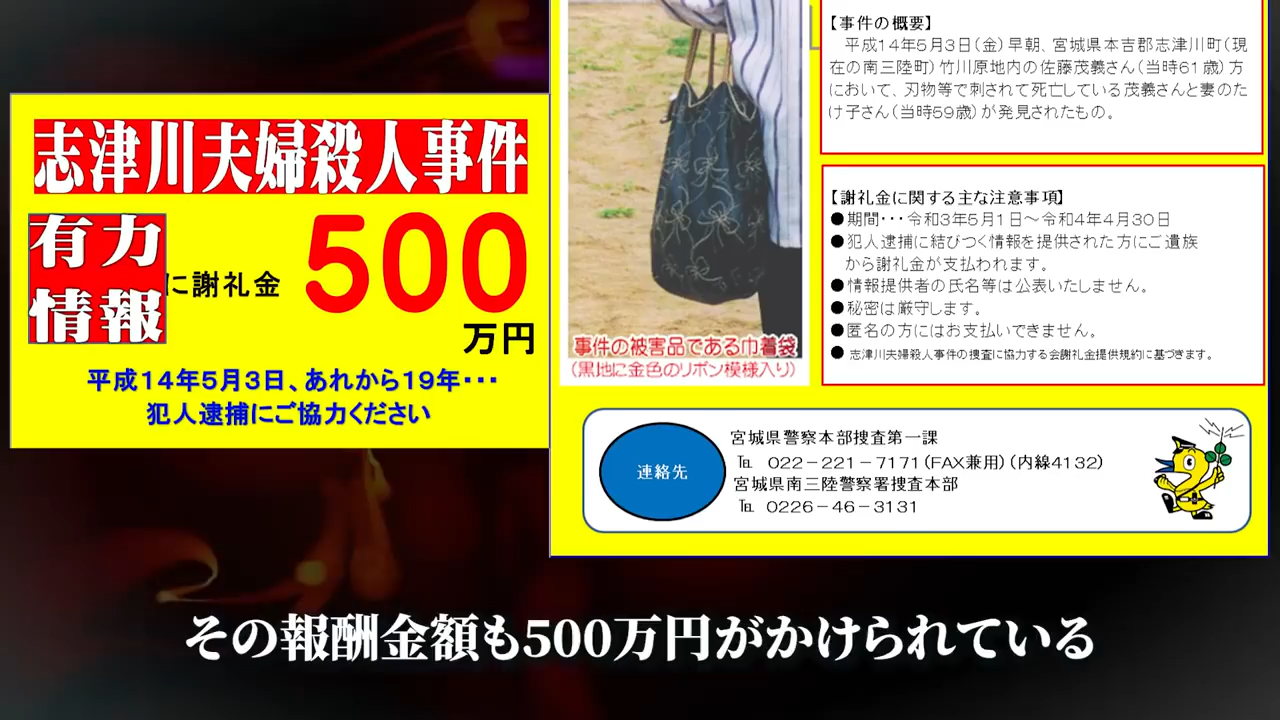 志津川夫婦殺人事件
有力
情報
に謝礼金
500
万円
平成14年5月3日、あれから19年・・・
犯人逮捕にご協力ください
事件の被害品である巾着袋
(黒地に金色のリボン模様入り)
【事件の概要】
平成14年5月3日(金)早朝、宮城県本吉郡志津川町(現
在の南三陸町)竹川原地内の佐藤茂義さん(当時61歳)方
において、刃物等で刺されて死亡している茂義さんと妻のた
け子さん(当時59歳)が発見されたもの。
【謝礼金に関する主な注意事項】
●期間・・・令和3年5月1日~令和4年4月30日
●犯人逮捕に結びつく情報を提供された方にご遺族
から謝礼金が支払われます。
●情報提供者の氏名等は公表いたしません。
●秘密は厳守します。
●匿名の方にはお支払いできません。
● 志津川夫婦殺人事件の捜査に協力する会謝礼金提供規約に基づきます。
連絡先
宮城県警察本部捜査第一課
℡ 022-221-7171(FAX兼用)(内線4132)
宮城県南三陸警察署捜査本部
℡ 0226-46-3131
その報酬金額も500万円がかけられている